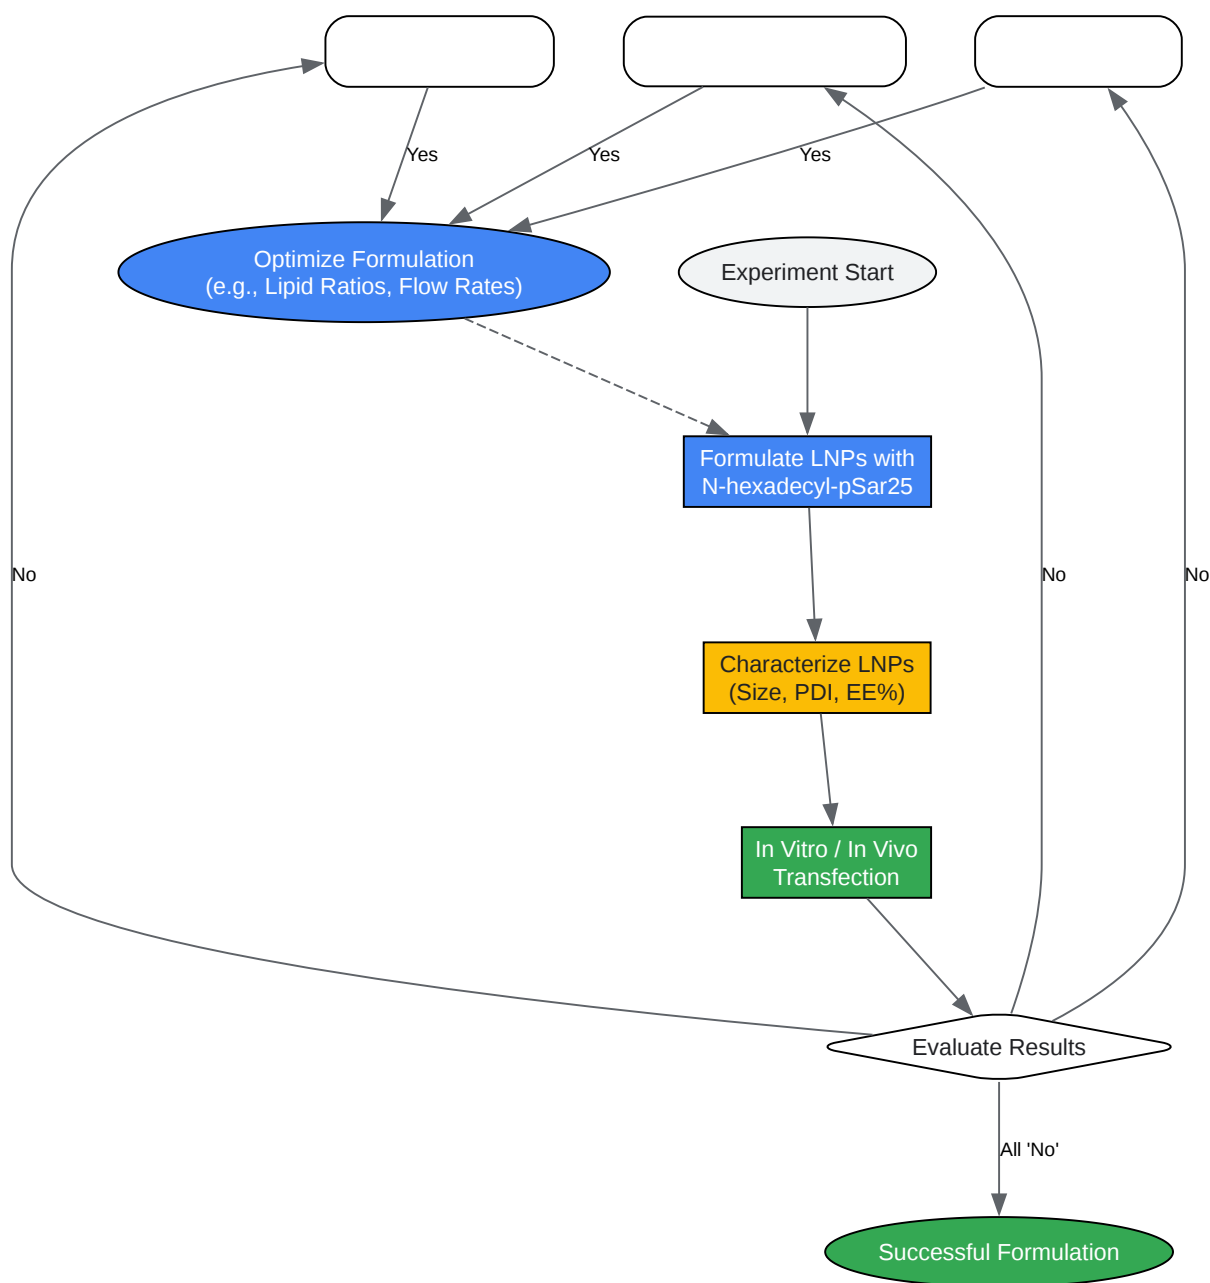 Yes
Yes
Yes
Optimize Formulation
(e.g., Lipid Ratios, Flow Rates)
Experiment Start
Formulate LNPs with
N-hexadecyl-pSar25
No
No
No
Characterize LNPs
(Size, PDI, EE%)
In Vitro / In Vivo
Transfection
Evaluate Results
All 'No'
Successful Formulation